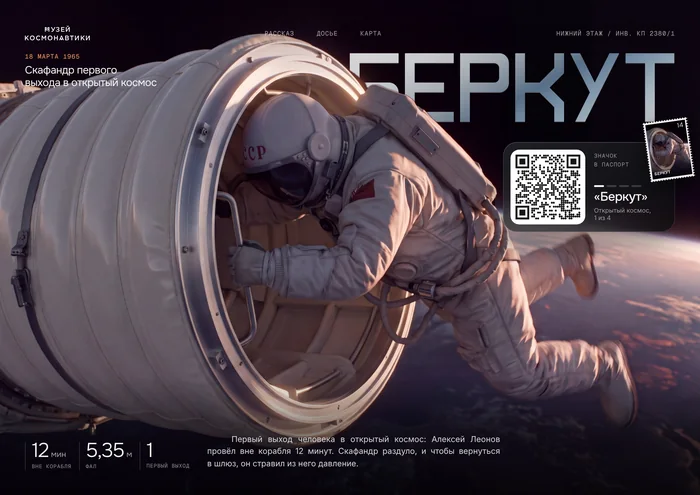 МУЗЕЙ
КОСМОНАВТИКИ
РАССКАЗ ДОСЬЕ КАРТА
НИЖНИЙ ЭТАЖ / ИНВ. КП 2380/1
18 МАРТА 1965
Скафандр первого
выхода в открытый космос
БЕРКУТ
СССР
14
БЕРКУТ
ЗНАЧОК
В ПАСПОРТ
«Беркут»
Открытый космос,
1 из 4
12 мин
ВНЕ КОРАБЛЯ
5,35 м
ФАЛ
1
ПЕРВЫЙ ВЫХОД
Первый выход человека в открытый космос: Алексей Леонов
провёл вне корабля 12 минут. Скафандр раздуло, и чтобы вернуться
в шлюз, он стравил из него давление.